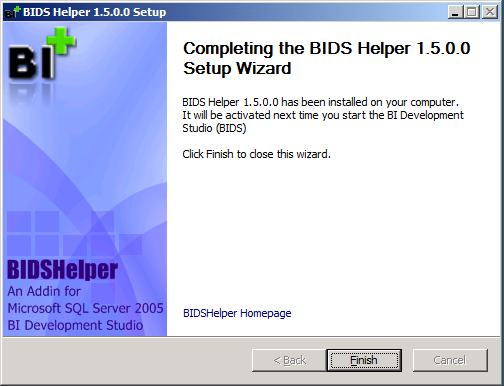 BIDS Helper 1.5.0.0 Setup
BI
Completing the BIDS Helper 1.5.0.0
Setup Wizard
BIDS Helper 1.5.0.0 has been installed on your computer.
It will be activated next time you start the BI Development
Studio (BIDS)
Click Finish to close this wizard.
BIDSHelper
An Addin for
Microsoft SQL Server 2005
BI Development Studio
BIDSHelper Homepage
< Back
Finish
Cancel